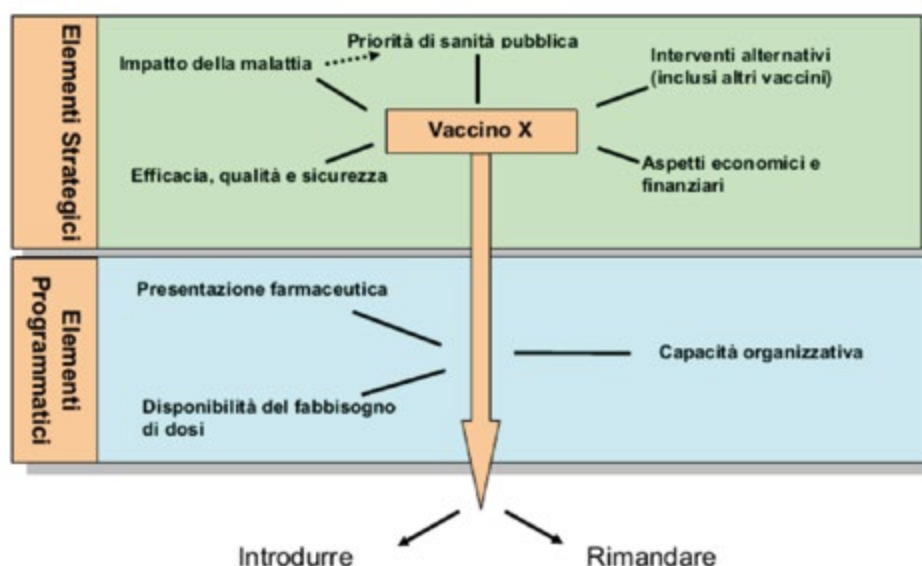 Elementi Strategici
Priorità di sanità pubblica
Impatto della malattia
Interventi alternativi
(inclusi altri vaccini)
Vaccino X
Efficacia, qualità e sicurezza
Aspetti economici e
finanziari
Elementi
Programmatici
Presentazione farmaceutica
Capacità organizzativa
Disponibilità del fabbisogno
di dosi
Introdurre
Rimandare